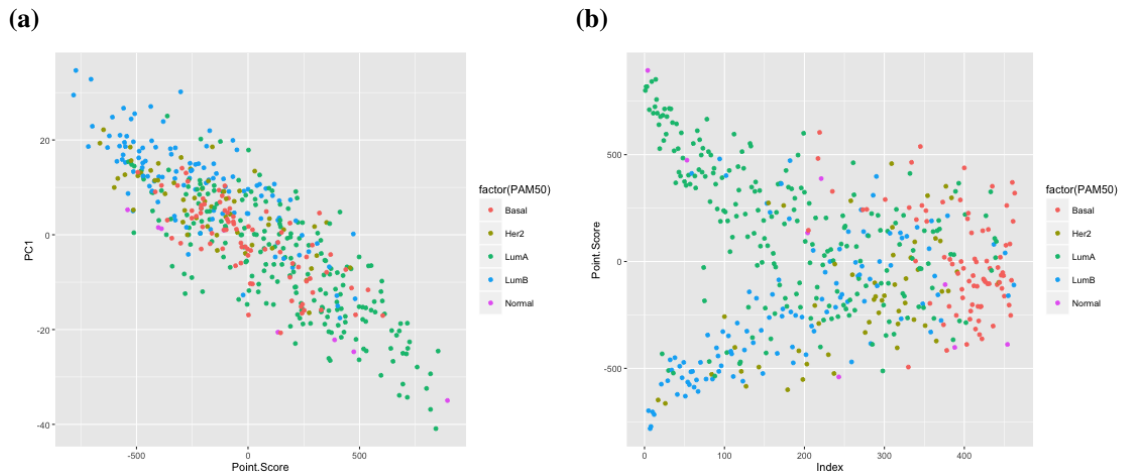 (a)
(b)
20
0
-20
-40
PC1
-500
0
500
Point.Score
factor(PAM50)
Basal
Her2
LumA
LumB
Normal
500
0
-500
Point.Score
0
100
200
300
400
Index
factor(PAM50)
Basal
Her2
LumA
LumB
Normal